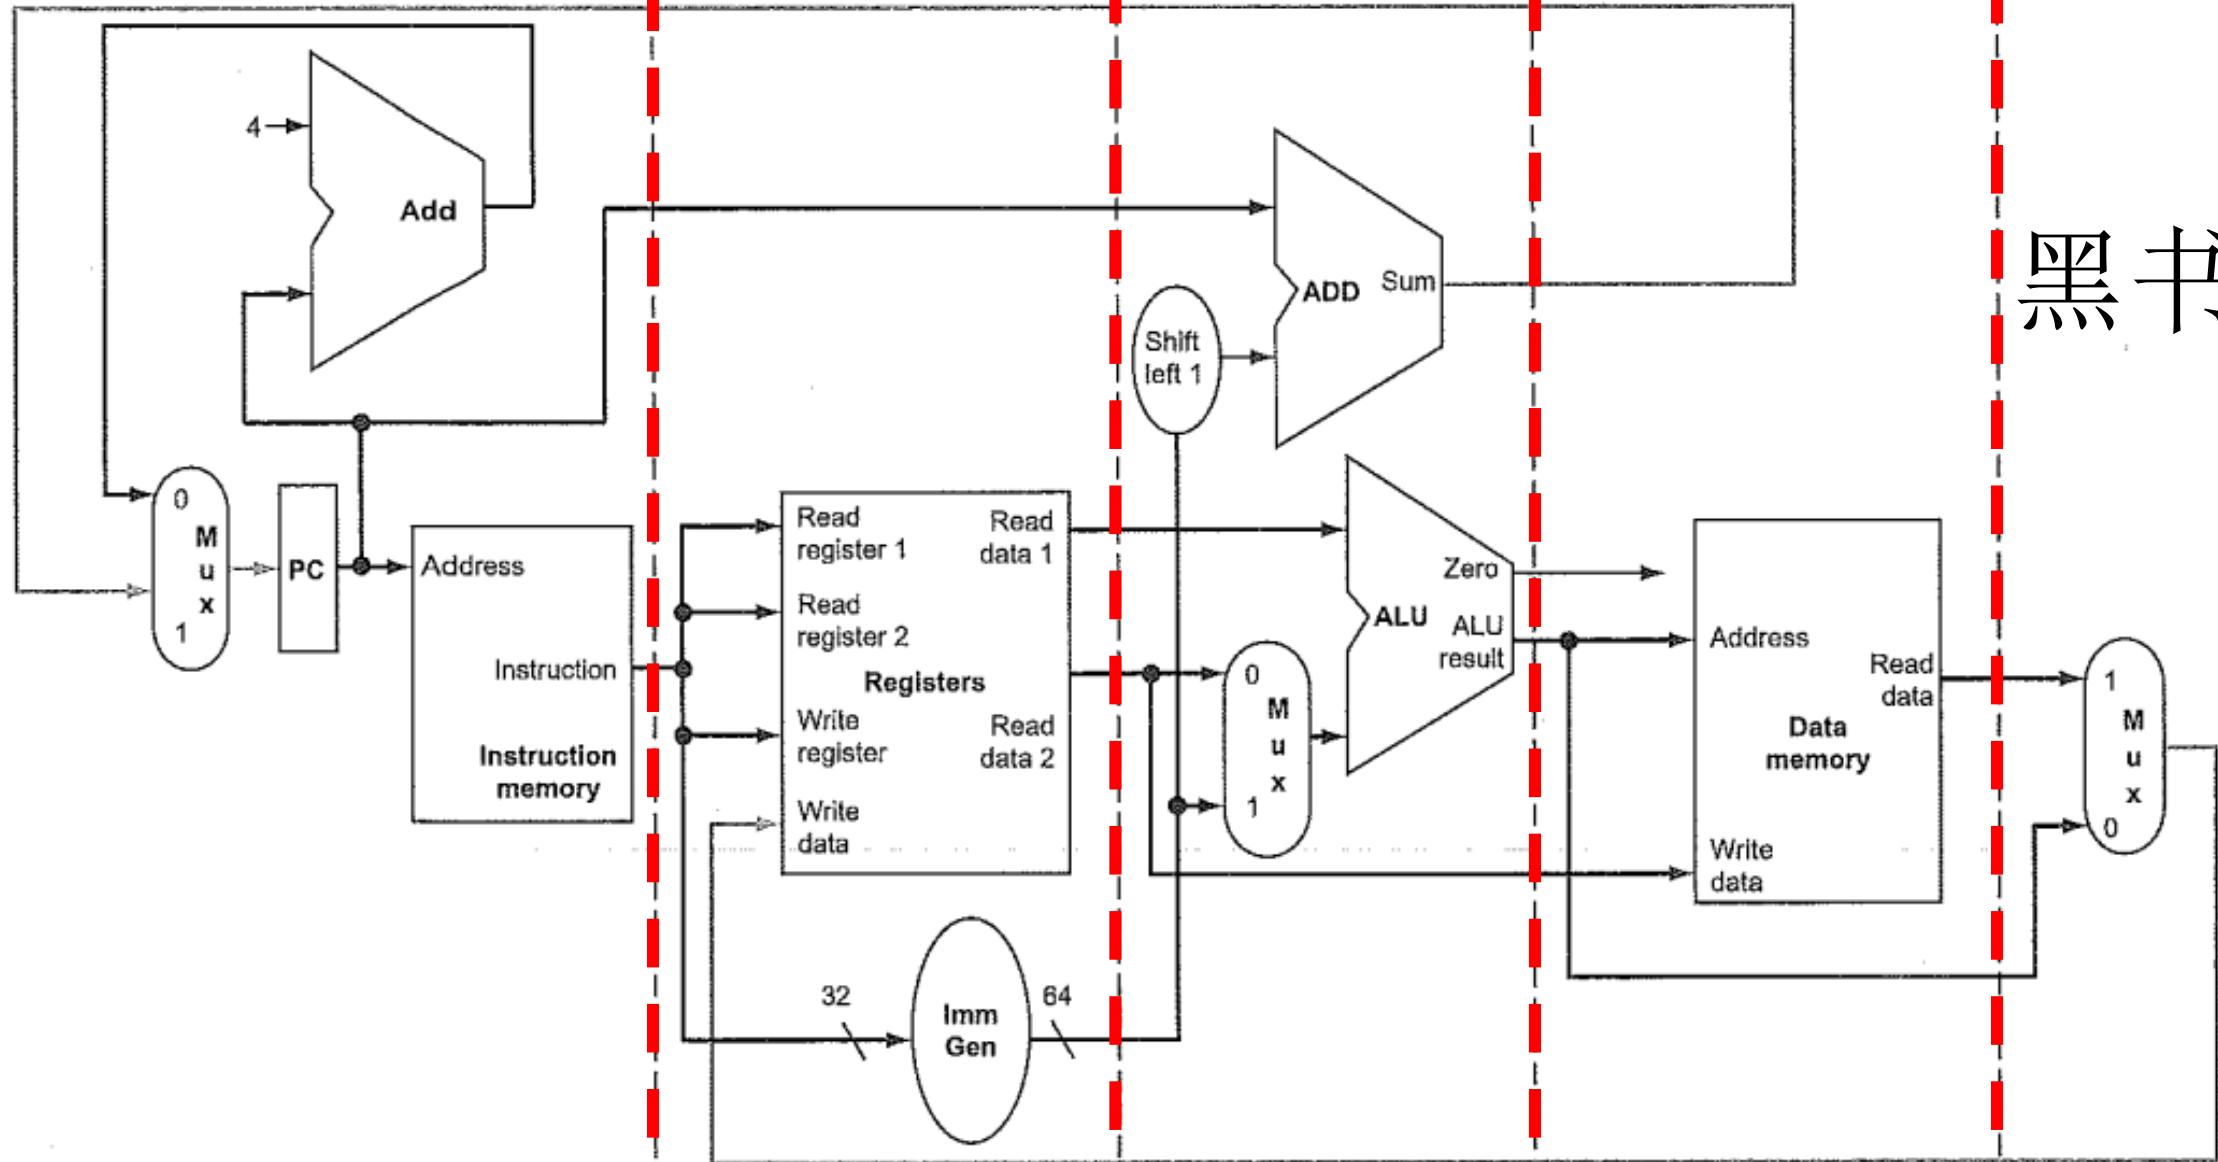 4
Add
ADD
Sum
黑书
Shift
left 1
0
M
u
x
1
PC
Address
Instruction
Instruction
memory
Read
register 1
Read
register 2
Write
register
Write
data
Registers
Read
data 1
Read
data 2
0
M
u
x
1
Zero
ALU
ALU
result
Address
Read
data
Data
memory
Write
data
1
M
u
x
0
32
Imm
Gen
64